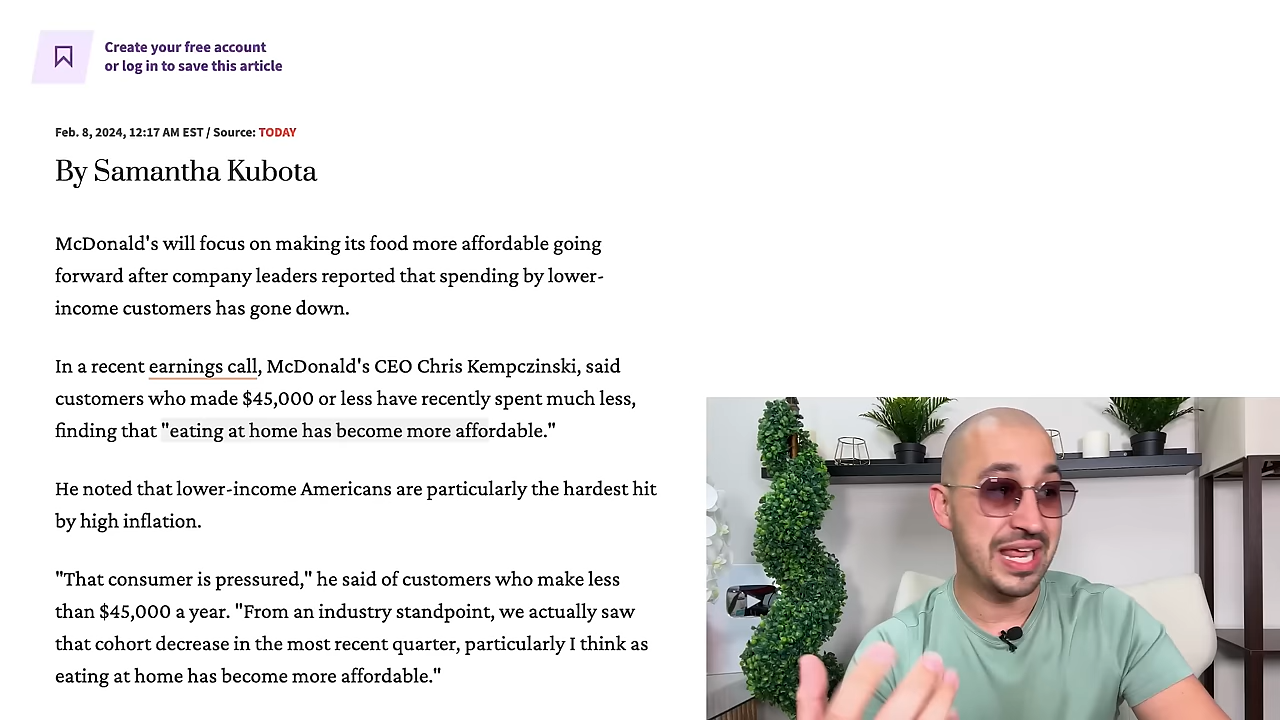 Create your free account
or log in to save this article
Feb. 8, 2024, 12:17 AM EST / Source: TODAY
By Samantha Kubota
McDonald's will focus on making its food more affordable going
forward after company leaders reported that spending by lower-
income customers has gone down.
In a recent earnings call, McDonald's CEO Chris Kempczinski, said
customers who made $45,000 or less have recently spent much less,
finding that "eating at home has become more affordable."
He noted that lower-income Americans are particularly the hardest hit
by high inflation.
"That consumer is pressured," he said of customers who make less
than $45,000 a year. "From an industry standpoint, we actually saw
that cohort decrease in the most recent quarter, particularly I think as
eating at home has become more affordable."